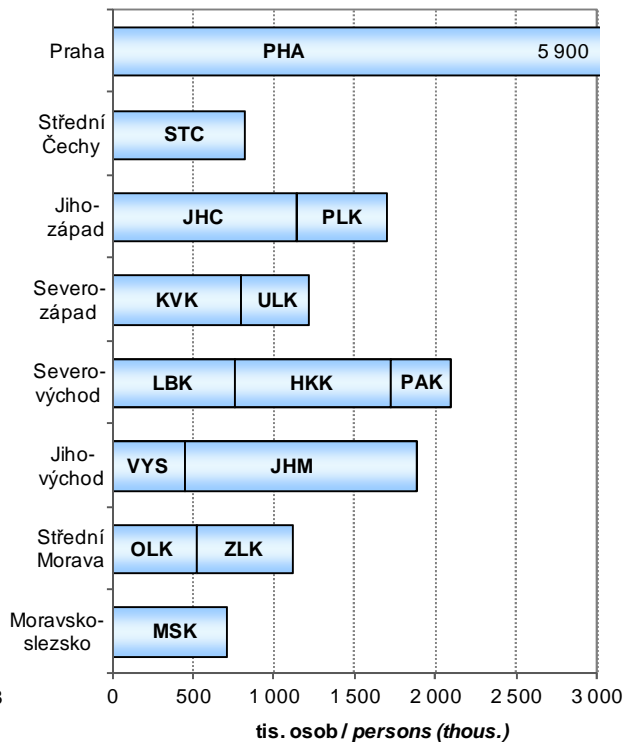 Praha PHA 5 900
Střední
Čechy STC
Jiho-
západ JHC PLK
Severo-
západ KVK ULK
Severo-
východ LBK HKK PAK
Jiho-
východ VYS JHM
Střední
Morava OLK ZLK
Moravsko-
slezsko MSK
0 500 1 000 1 500 2 000 2 500 3 000
tis. osob / persons (thous.)